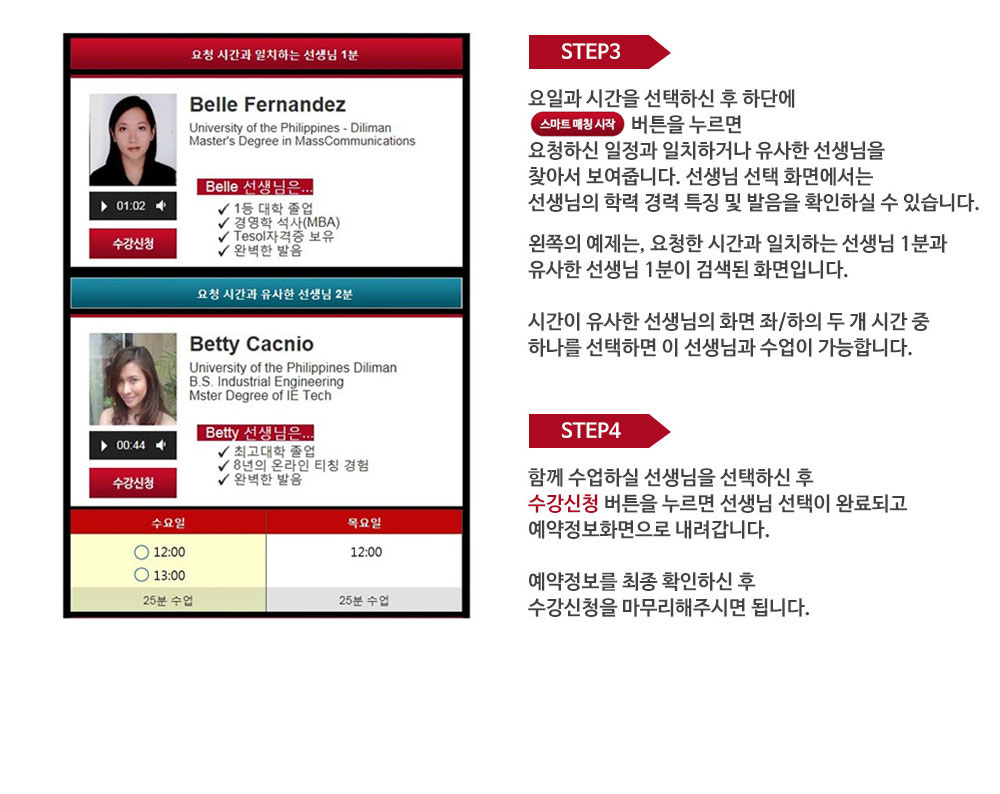 요청 시간과 일치하는 선생님 1분
Belle Fernandez
University of the Philippines - Diliman
Master's Degree in MassCommunications
Belle 선생님은...
1등 대학 졸업
경영학 석사(MBA)
Tesol자격증 보유
완벽한 발음
01:02
수강신청
요청 시간과 유사한 선생님 2분
Betty Cacnio
University of the Philippines Diliman
B.S. Industrial Engineering
Mster Degree of IE Tech
Betty 선생님은...
최고대학 졸업
8년의 온라인 티칭 경험
완벽한 발음
00:44
수강신청
수요일 목요일
12:00 12:00
13:00
25분 수업 25분 수업
STEP3
요일과 시간을 선택하신 후 하단에
스마트 매칭 시작 버튼을 누르면
요청하신 일정과 일치하거나 유사한 선생님을
찾아서 보여줍니다. 선생님 선택 화면에서는
선생님의 학력 경력 특징 및 발음을 확인하실 수 있습니다.
왼쪽의 예제는, 요청한 시간과 일치하는 선생님 1분과
유사한 선생님 1분이 검색된 화면입니다.
시간이 유사한 선생님의 화면 좌/하의 두 개 시간 중
하나를 선택하면 이 선생님과 수업이 가능합니다.
STEP4
함께 수업하실 선생님을 선택하신 후
수강신청 버튼을 누르면 선생님 선택이 완료되고
예약정보화면으로 내려갑니다.
예약정보를 최종 확인하신 후
수강신청을 마무리해주시면 됩니다.